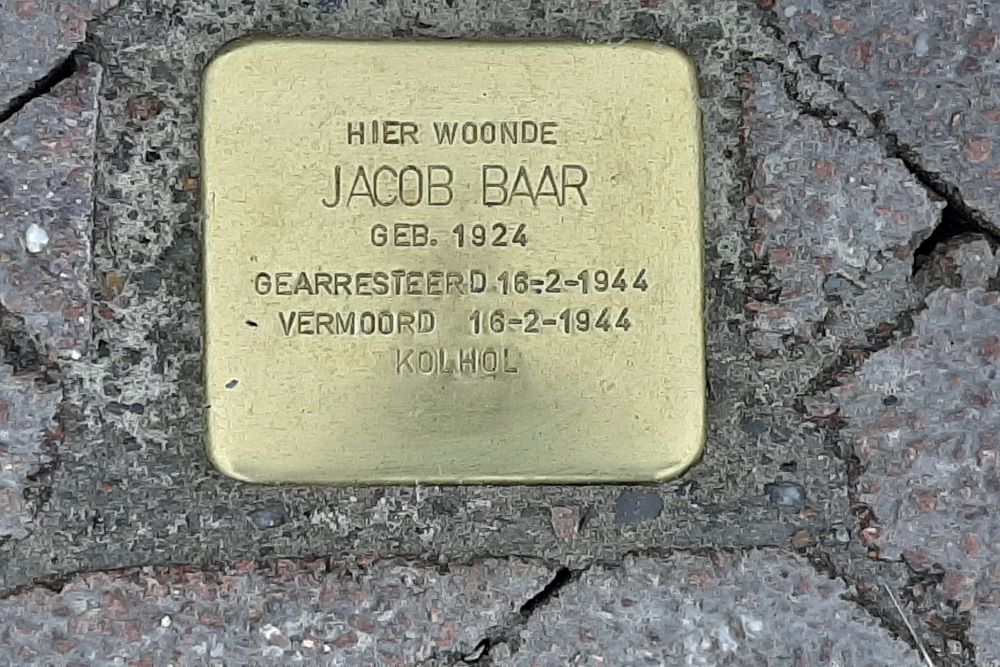 HIER WOONDE
JACOB BAAR
GEB. 1924
GEARRESTEERD 16-2-1944
VERMOORD 16-2-1944
KOLHOL